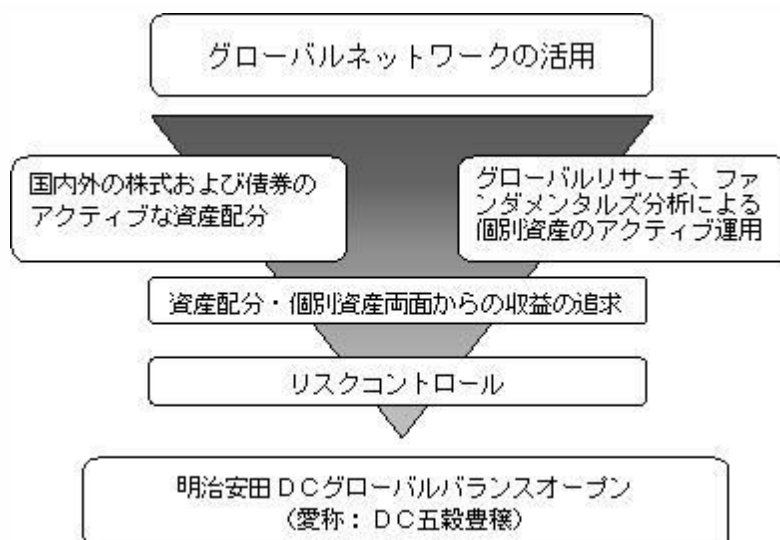 グローバルネットワークの活用
国内外の株式および債券の
アクティブな資産配分
グローバルリサーチ、ファ
ンダメンタルズ分析による
個別資産のアクティブ運用
資産配分・個別資産両面からの収益の追求
リスクコントロール
明治安田ＤＣグローバルバランスオープン
（愛称：ＤＣ五穀豊穣）